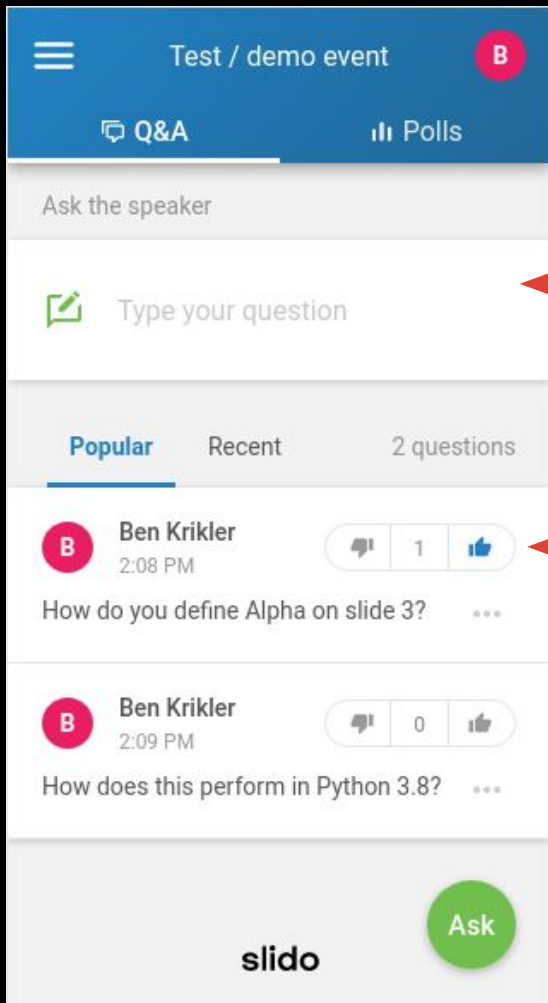 Test / demo event B
Q&A Polls
Ask the speaker
Type your question
Popular Recent 2 questions
B Ben Krikler 1
2:08 PM
How do you define Alpha on slide 3?
B Ben Krikler 0
2:09 PM
How does this perform in Python 3.8?
Ask
slido